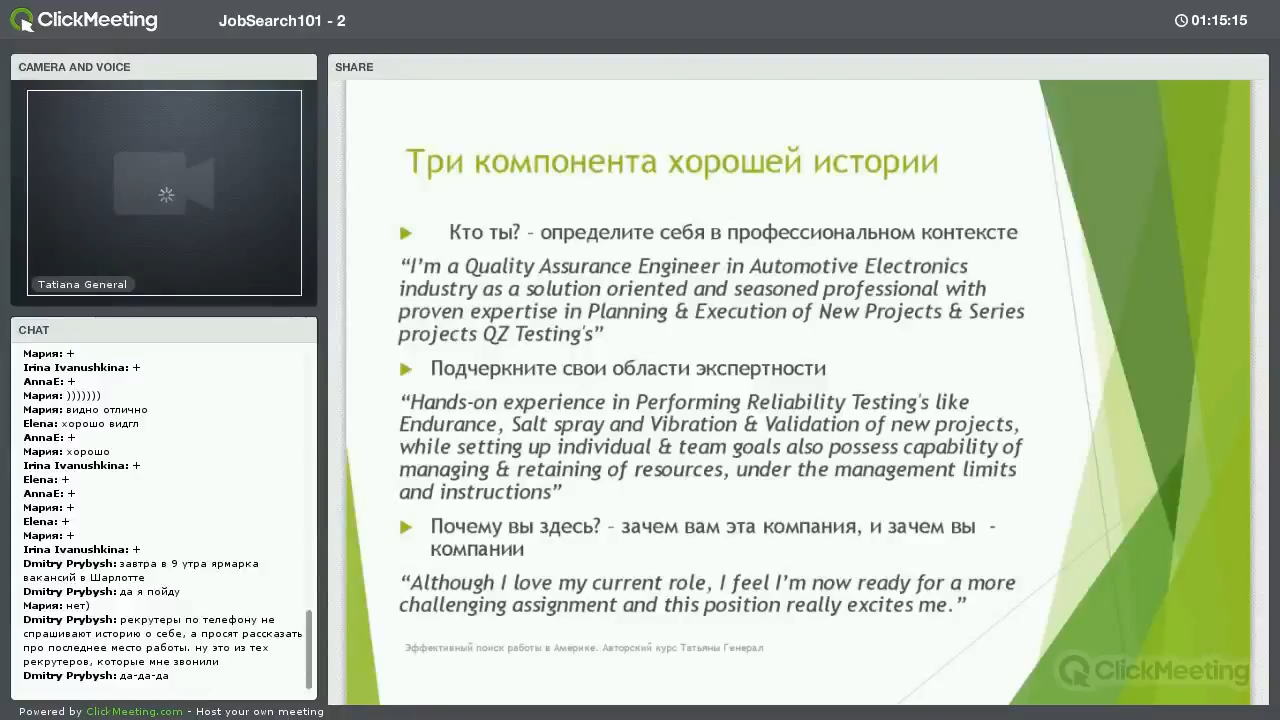 ClickMeeting
JobSearch101 - 2
01:15:15
CAMERA AND VOICE
Tatiana General
CHAT
Мария: +
Irina Ivanushkina: +
AnnaE: +
Мария: )))))))
Мария: видно отлично
Elena: хорошо видгл
AnnaE: +
Мария: хорошо
Irina Ivanushkina: +
Elena: +
AnnaE: +
Мария: +
Elena: +
Мария: +
Irina Ivanushkina: +
Dmitry Prybysh: завтра в 9 утра ярмарка
вакансий в Шарлотте
Dmitry Prybysh: да я пойду
Мария: нет)
Dmitry Prybysh: рекрутеры по телефону не
спрашивают историю о себе, а просят рассказать
про последнее место работы. ну это из тех
рекрутеров, которые мне звонили
Dmitry Prybysh: да-да-да
SHARE
Три компонента хорошей истории
Кто ты? – определите себя в профессиональном контексте
“I’m a Quality Assurance Engineer in Automotive Electronics
industry as a solution oriented and seasoned professional with
proven expertise in Planning & Execution of New Projects & Series
projects QZ Testing's”
Подчеркните свои области экспертности
“Hands-on experience in Performing Reliability Testing's like
Endurance, Salt spray and Vibration & Validation of new projects,
while setting up individual & team goals also possess capability of
managing & retaining of resources, under the management limits
and instructions”
Почему вы здесь? – зачем вам эта компания, и зачем вы -
компании
“Although I love my current role, I feel I’m now ready for a more
challenging assignment and this position really excites me.”
Эффективный поиск работы в Америке. Авторский курс Татьяны Генерал
ClickMeeting
Powered by ClickMeeting.com - Host your own meeting